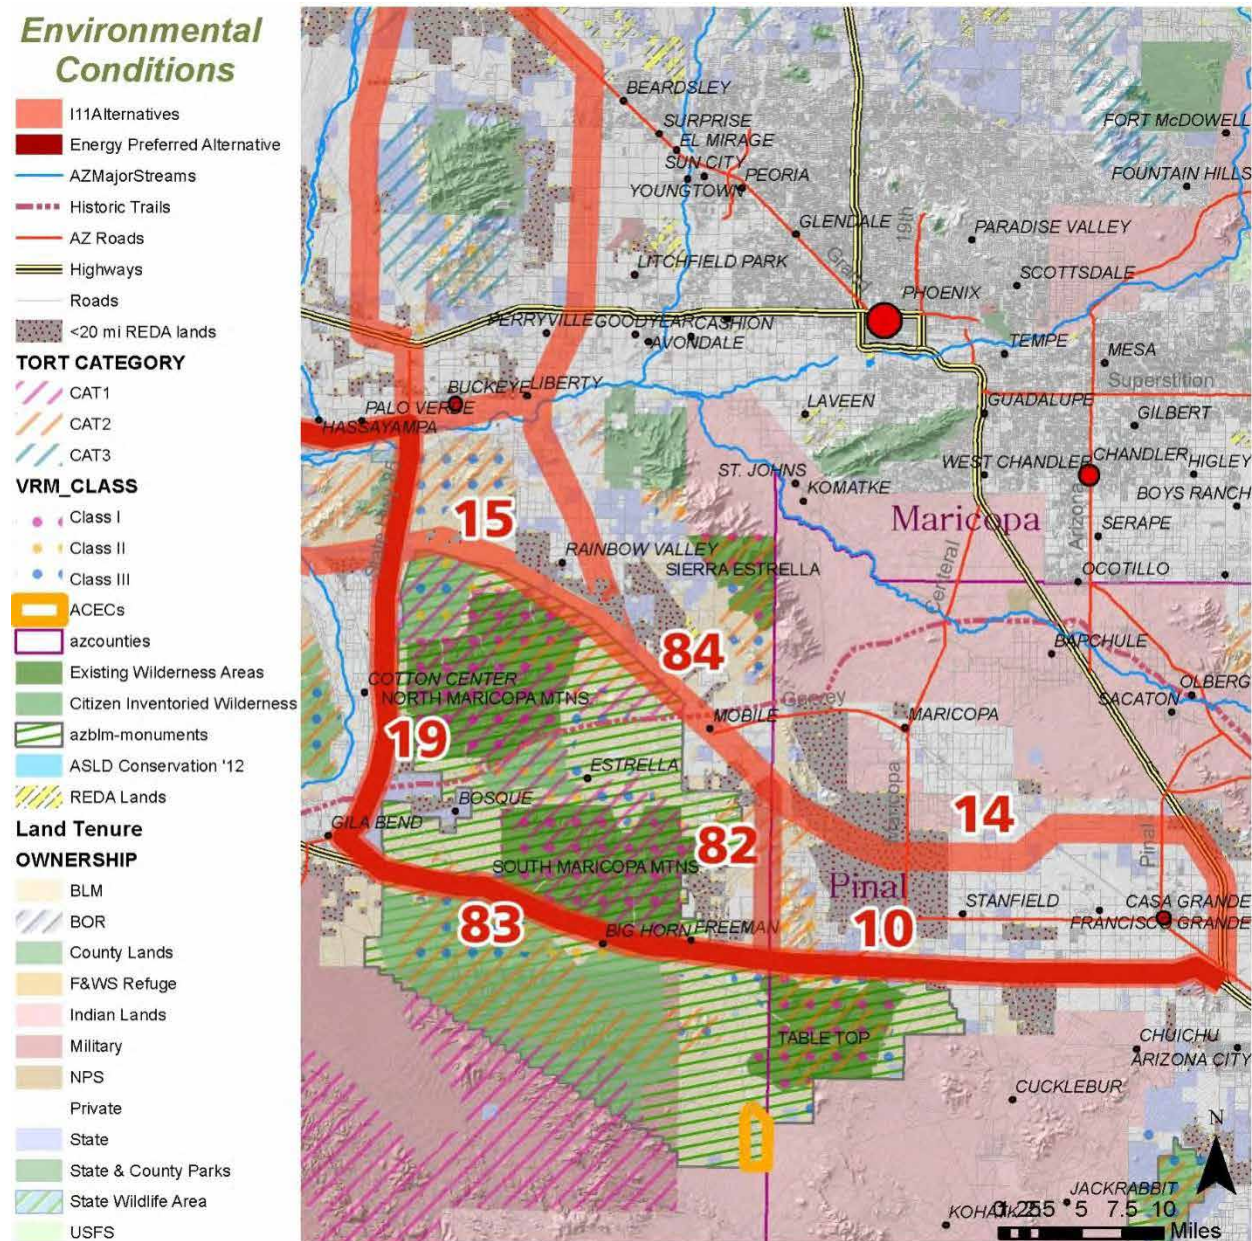 Environmental
Conditions
I11Alternatives
Energy Preferred Alternative
AZMajorStreams
Historic Trails
AZ Roads
Highways
Roads
<20 mi REDA lands
TORT CATEGORY
CAT1
CAT2
CAT3
VRM_CLASS
Class I
Class II
Class III
ACECs
azcounties
Existing Wilderness Areas
Citizen Inventoried Wilderness
azblm-monuments
ASLD Conservation '12
REDA Lands
Land Tenure
OWNERSHIP
BLM
BOR
County Lands
F&WS Refuge
Indian Lands
Military
NPS
Private
State
State & County Parks
State Wildlife Area
USFS
BEARDSLEY
SURPRISE
EL MIRAGE
SUN CITY
YOUNGTOWN
PEORIA
FORT McDOWELL
FOUNTAIN HILLS
GLENDALE
19th
PARADISE VALLEY
Grand
LITCHFIELD PARK
SCOTTSDALE
PHOENIX
PERRYVILLE
GOODYEAR
CASHION
AVONDALE
TEMPE
MESA
Superstition
BUCKEYE
LIBERTY
PALO VERDE
HASSAYAMPA
LAVEEN
GUADALUPE
GILBERT
ST. JOHNS
KOMATKE
WEST CHANDLER
CHANDLER
HIGLEY
BOYS RANCH
15
Maricopa
Arizona
SERAPE
RAINBOW VALLEY
SIERRA ESTRELLA
OCOTILLO
84
BAPCHULE
COTTON CENTER
NORTH MARICOPA MTNS
OLBERG
SACATON
19
MOBILE
MARICOPA
ESTRELLA
BOSQUE
GILA BEND
82
14
Maricopa
Pinal
SOUTH MARICOPA MTNS
Pinal
83
10
STANFIELD
CASA GRANDE
FRANCISCO GRANDE
BIG HORN
FREEMAN
TABLE TOP
CHUICHU
ARIZONA CITY
CUCKLEBUR
N
JACKRABBIT
5 7.5 10
Miles